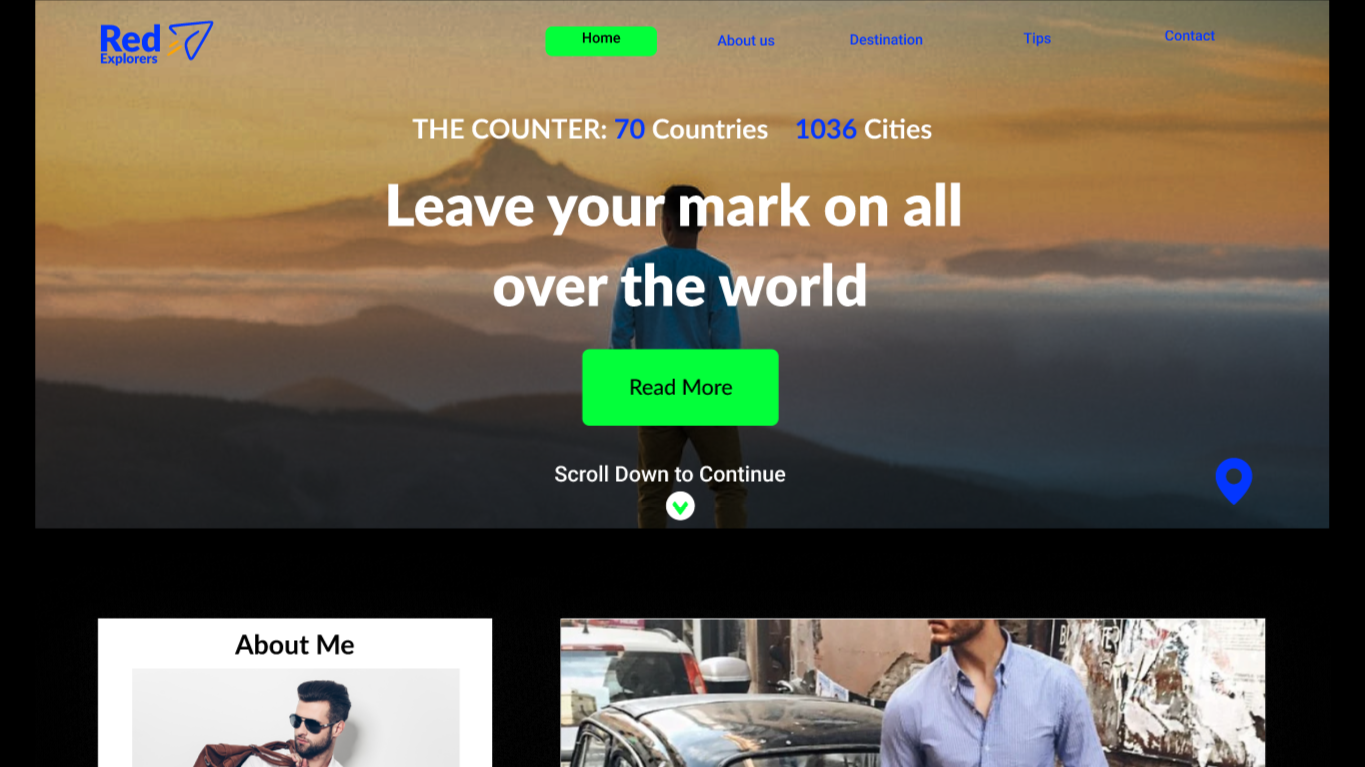 Red
Explorers
Home
About us
Destination
Tips
Contact
THE COUNTER: 70 Countries 1036 Cities
Leave your mark on all
over the world
Read More
Scroll Down to Continue
About Me